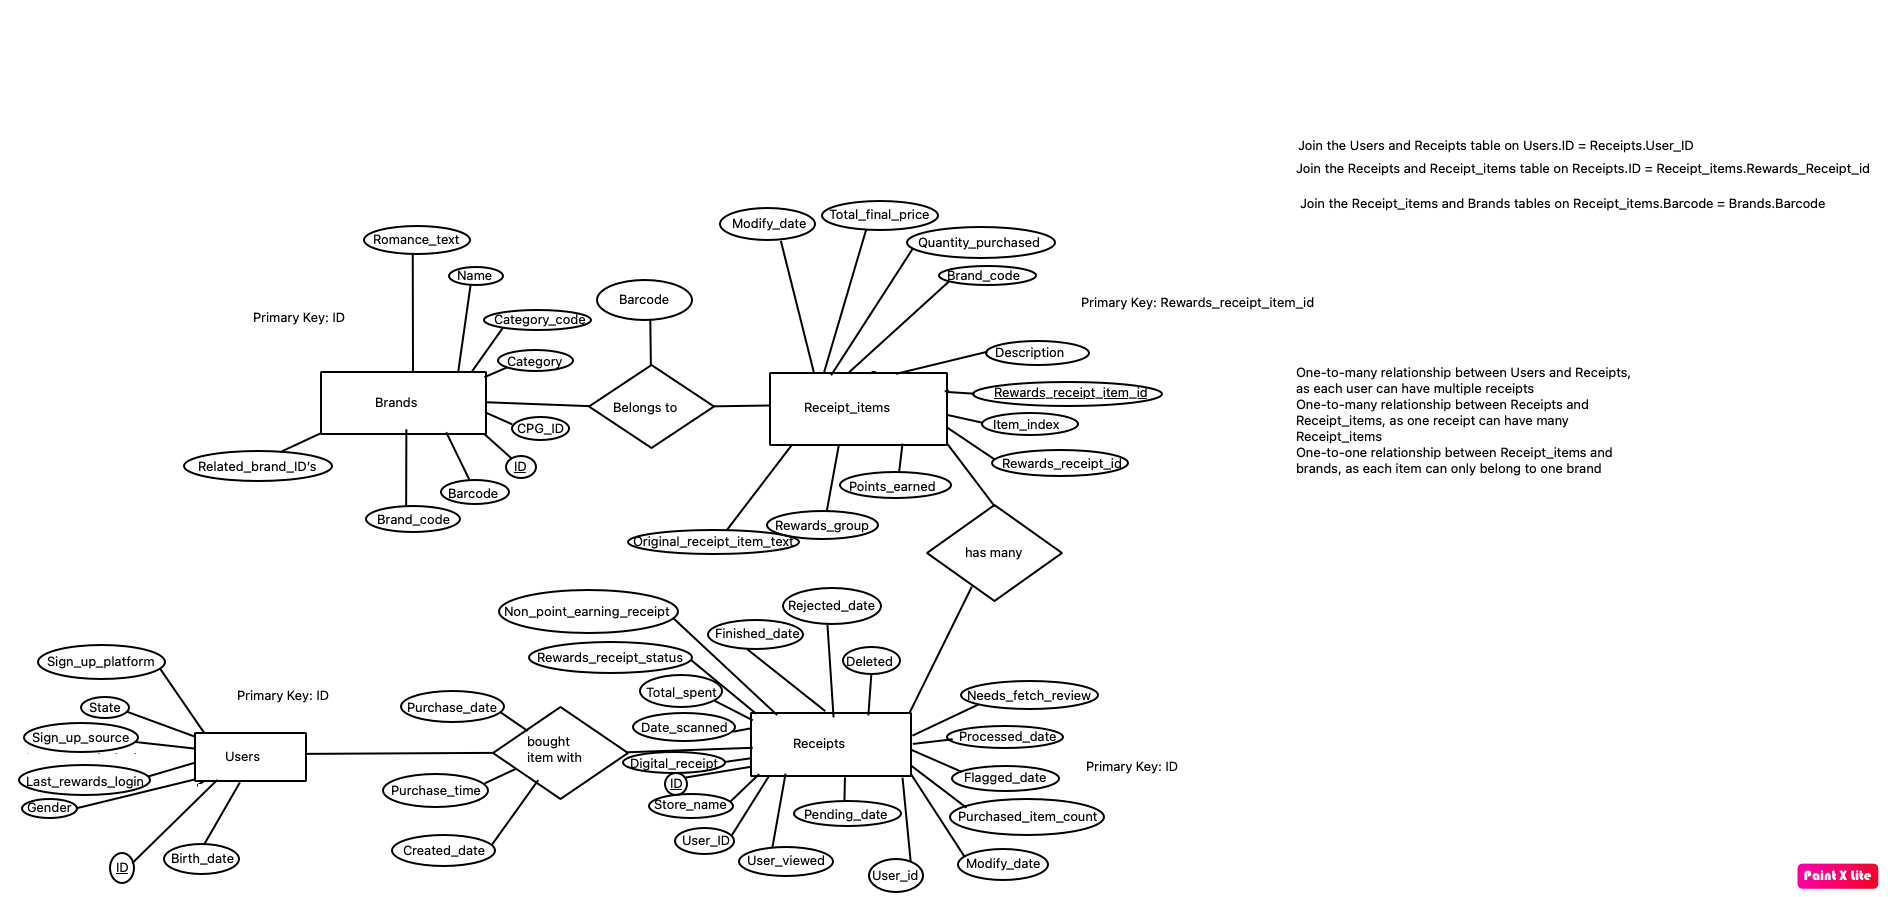 Join the Users and Receipts table on Users.ID = Receipts.User_ID
Join the Receipts and Receipt_items table on Receipts.ID = Receipt_items.Rewards_Receipt_id
Join the Receipt_items and Brands tables on Receipt_items.Barcode = Brands.Barcode
Romance_text
Name
Primary Key: ID
Category_code
Category
Brands
CPG_ID
ID
Related_brand_ID's
Barcode
Brand_code
Barcode
Belongs to
Modify_date
Total_final_price
Quantity_purchased
Brand_code
Primary Key: Rewards_receipt_item_id
Description
Receipt_items
Rewards_receipt_item_id
Item_index
Rewards_receipt_id
Points_earned
Rewards_group
Original_receipt_item_text
has many
One-to-many relationship between Users and Receipts,
as each user can have multiple receipts
One-to-many relationship between Receipts and
Receipt_items, as one receipt can have many
Receipt_items
One-to-one relationship between Receipt_items and
brands, as each item can only belong to one brand
Sign_up_platform
Primary Key: ID
State
Sign_up_source
Users
Last_rewards_login
Gender
ID
Birth_date
Purchase_date
bought
item with
Purchase_time
Created_date
Non_point_earning_receipt
Rejected_date
Finished_date
Rewards_receipt_status
Deleted
Total_spent
Date_scanned
Receipts
Digital_receipt
ID
Store_name
User_ID
User_viewed
Pending_date
User_id
Needs_fetch_review
Processed_date
Flagged_date
Primary Key: ID
Purchased_item_count
Modify_date
Paint X Lite